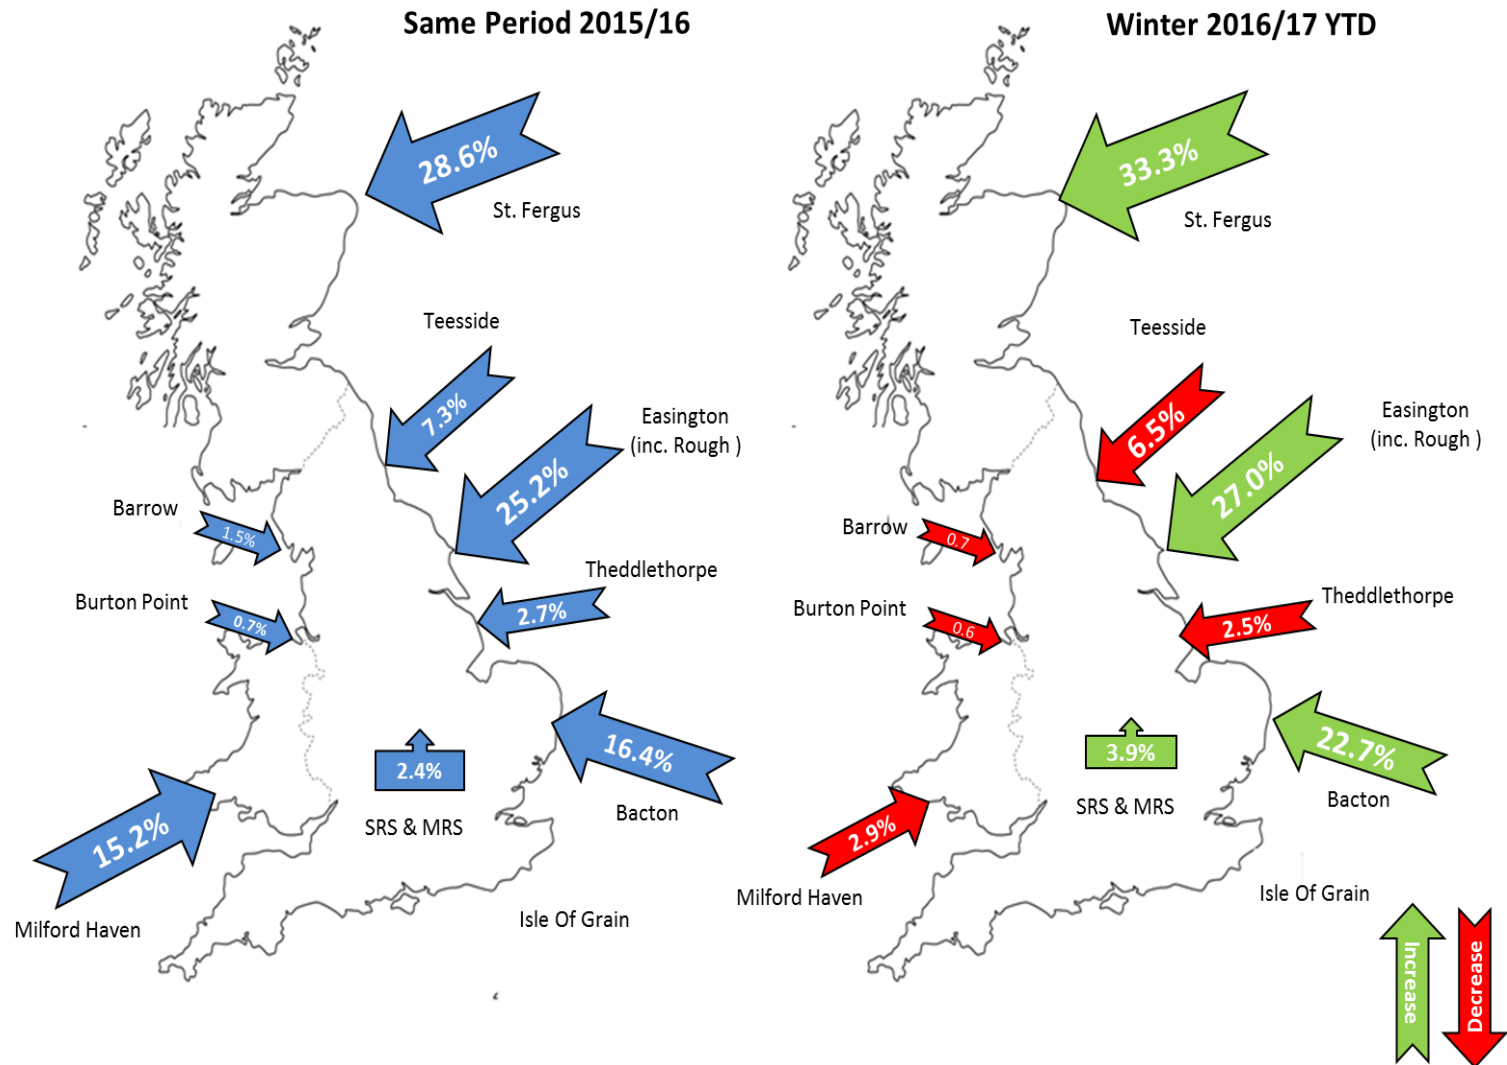 Same Period 2015/16
28.6%
St. Fergus
Teesside
7.3%
Easington
(inc. Rough )
25.2%
Barrow
1.5%
Theddlethorpe
2.7%
Burton Point
0.7%
16.4%
Bacton
2.4%
SRS & MRS
15.2%
Milford Haven
Isle Of Grain
Winter 2016/17 YTD
33.3%
St. Fergus
Teesside
6.5%
Easington
(inc. Rough )
27.0%
Barrow
0.7
Theddlethorpe
2.5%
Burton Point
0.6
22.7%
Bacton
3.9%
SRS & MRS
2.9%
Milford Haven
Isle Of Grain
Increase
Decrease